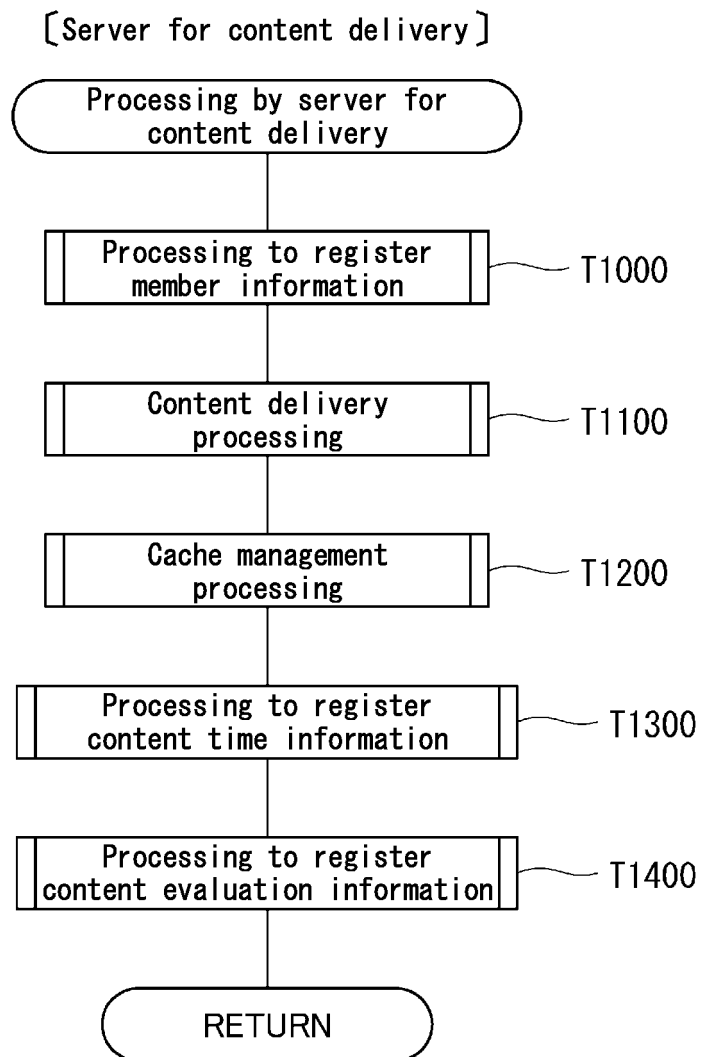 〔Server for content delivery〕
Processing by server for
content delivery
Processing to register
member information
T1000
Content delivery
processing
T1100
Cache management
processing
T1200
Processing to register
content time information
T1300
Processing to register
content evaluation information
T1400
RETURN